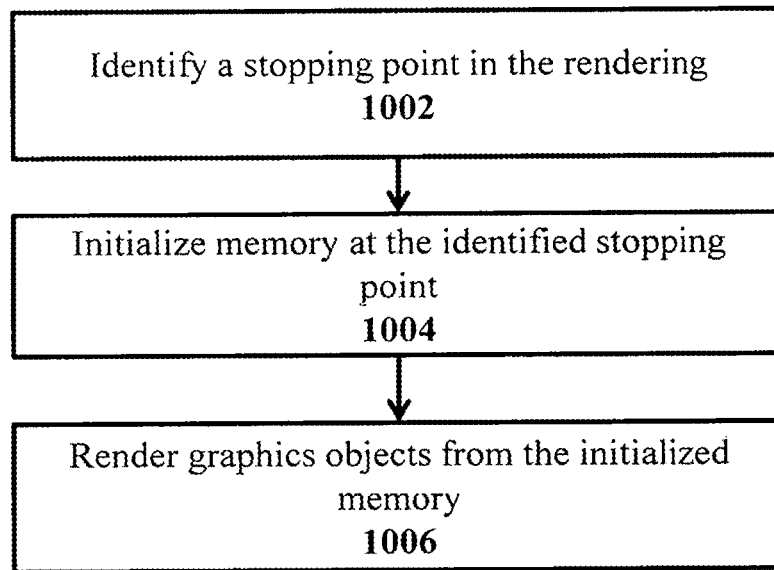 Identify a stopping point in the rendering
1002
Initialize memory at the identified stopping
point
1004
Render graphics objects from the initialized
memory
1006